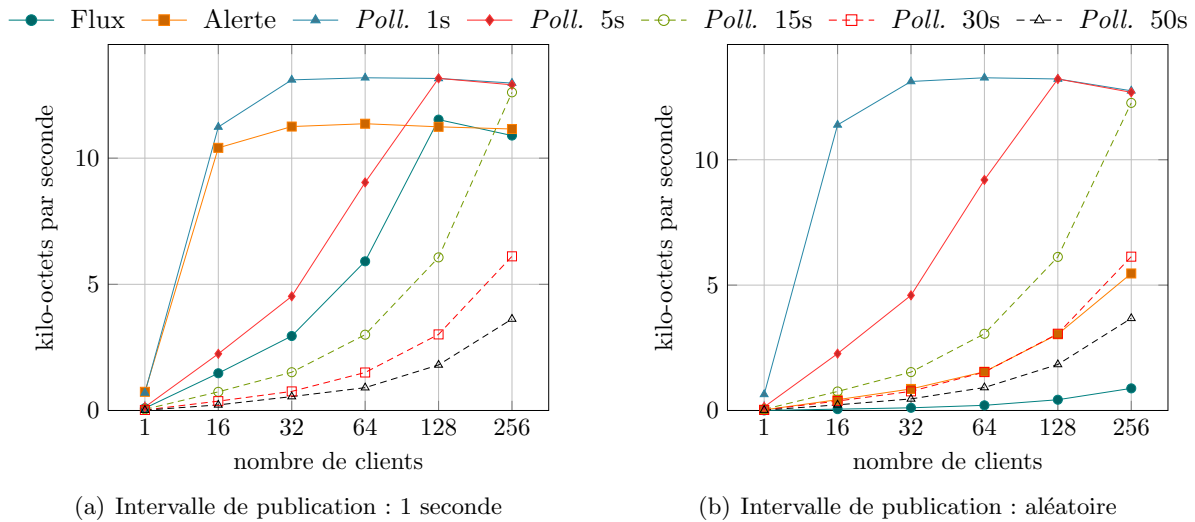 Flux Alerte Poll. 1s Poll. 5s Poll. 15s Poll. 30s Poll. 50s
kilo-octets par seconde
10
5
0
1 16 32 64 128 256
nombre de clients
(a) Intervalle de publication : 1 seconde
kilo-octets par seconde
10
5
0
1 16 32 64 128 256
nombre de clients
(b) Intervalle de publication : aléatoire